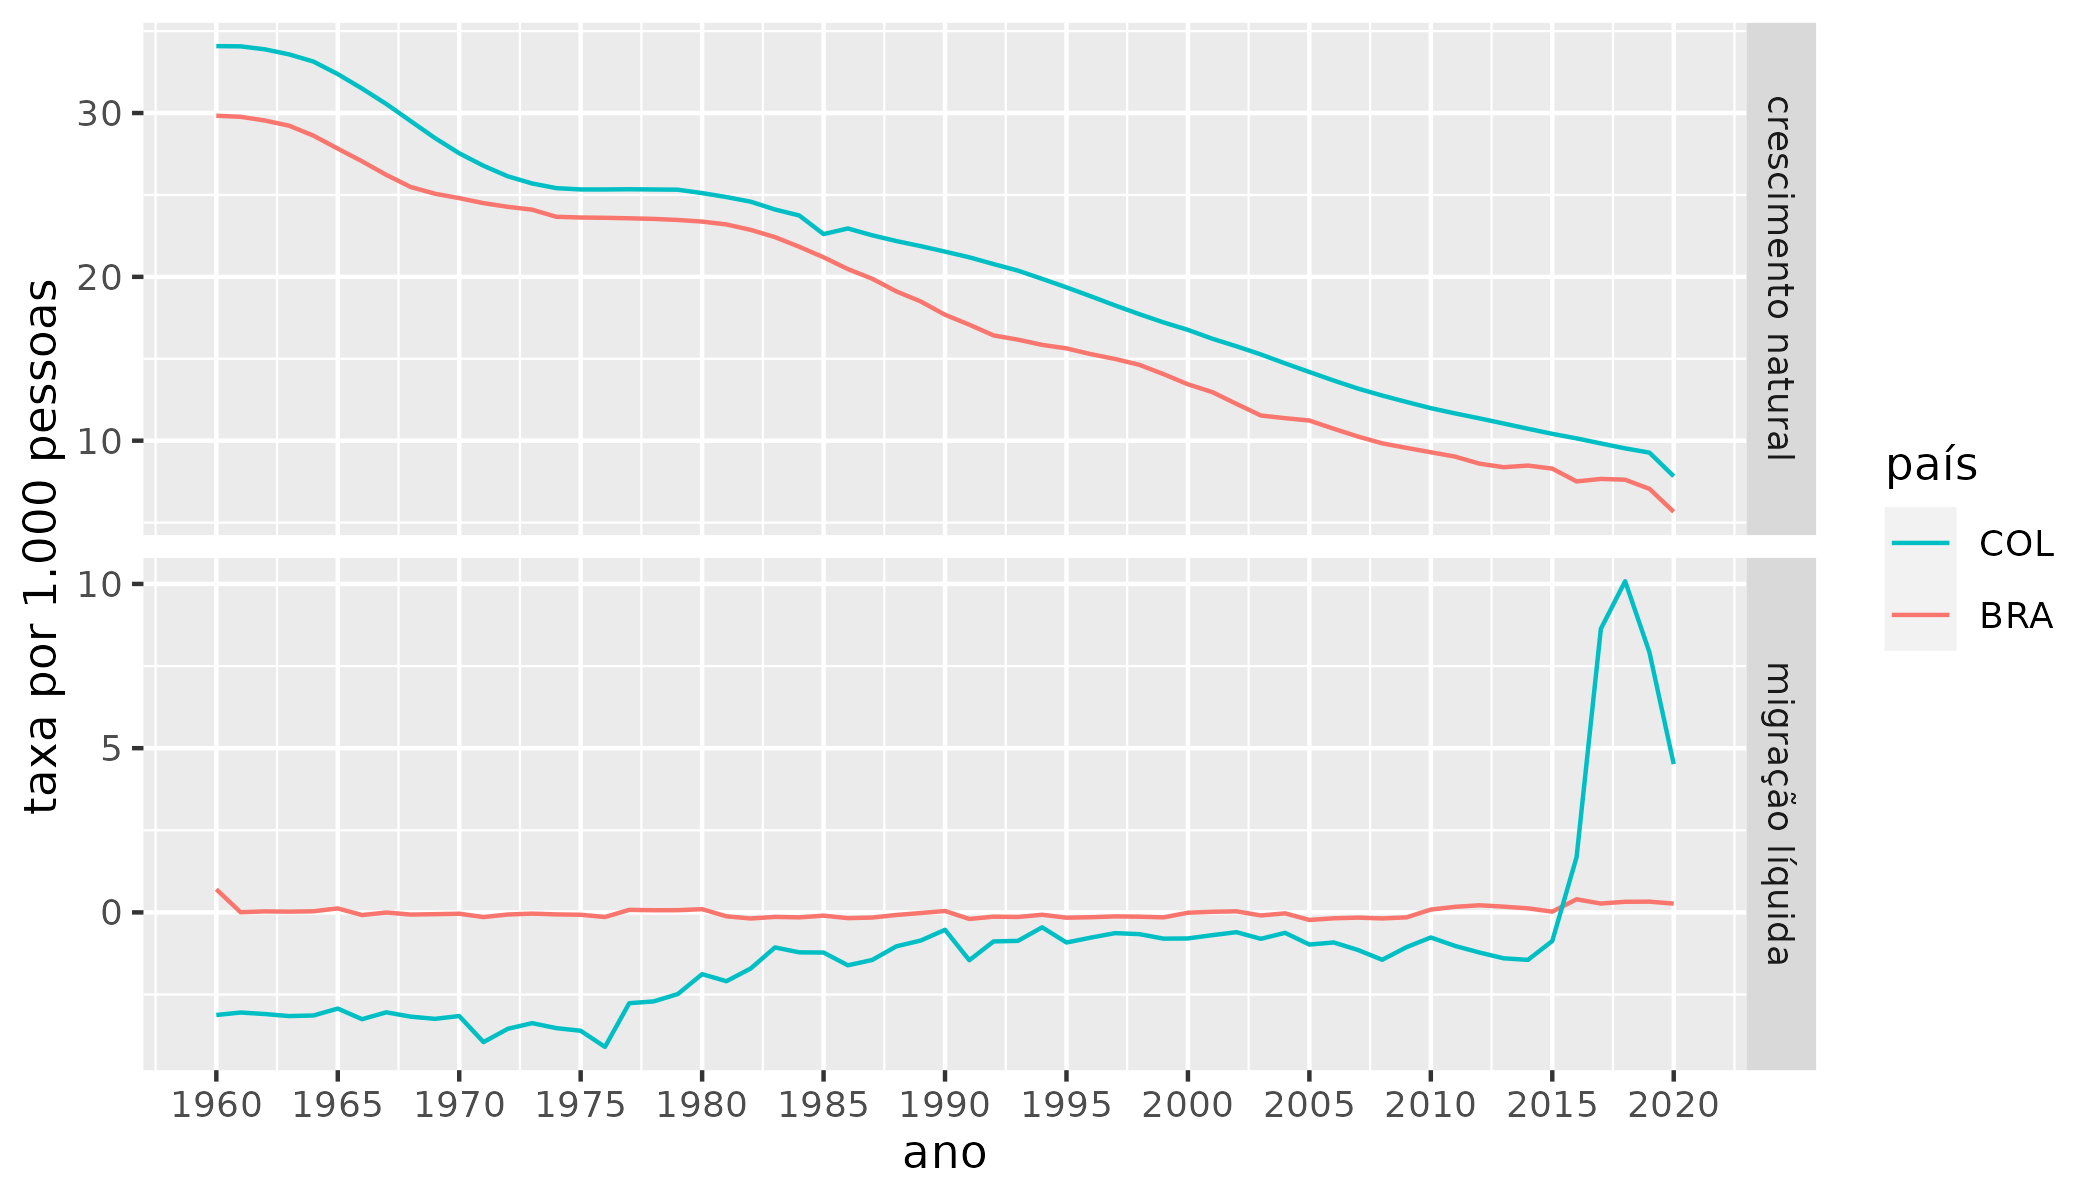 taxa por 1.000 pessoas
30
20
10
crescimento natural
10
5
0
migração líquida
1960 1965 1970 1975 1980 1985 1990 1995 2000 2005 2010 2015 2020
ano
país
COL
BRA